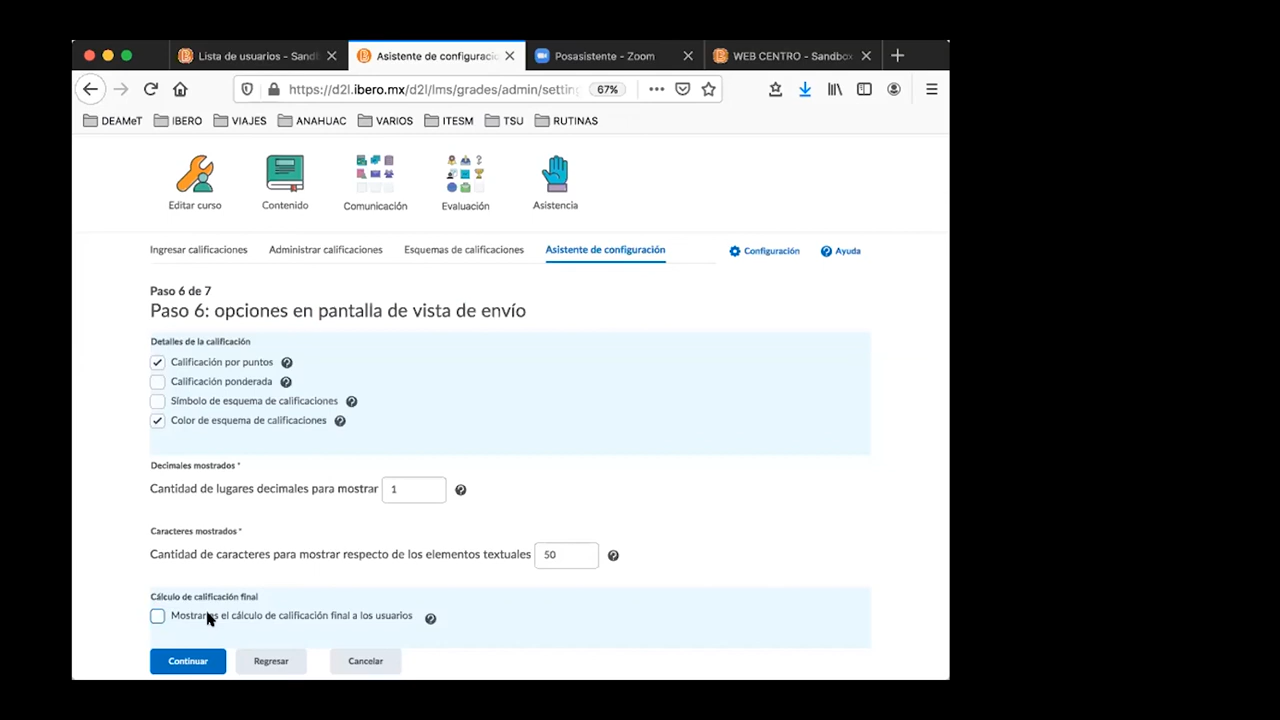 Lista de usuarios - Sand
Asistente de configuració
Posasistente - Zoom
WEB CENTRO - Sandbox
https://d2l.ibero.mx/d2l/lms/grades/admin/settin
67%
DEAMeT
IBERO
VIAJES
ANAHUAC
VARIOS
ITESM
TSU
RUTINAS
Editar curso
Contenido
Comunicación
Evaluación
Asistencia
Ingresar calificaciones
Administrar calificaciones
Esquemas de calificaciones
Asistente de configuración
Configuración
Ayuda
Paso 6 de 7
Paso 6: opciones en pantalla de vista de envío
Detalles de la calificación
Calificación por puntos
Calificación ponderada
Símbolo de esquema de calificaciones
Color de esquema de calificaciones
Decimales mostrados *
Cantidad de lugares decimales para mostrar 1
Caracteres mostrados *
Cantidad de caracteres para mostrar respecto de los elementos textuales 50
Cálculo de calificación final
el cálculo de calificación final a los usuarios
Continuar
Regresar
Cancelar